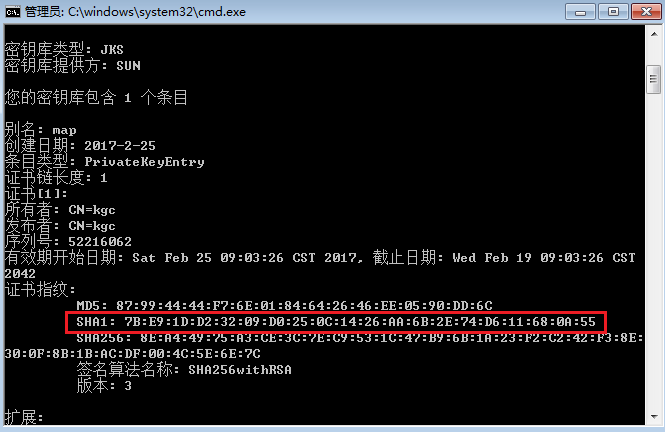 管理员: C:\windows\system32\cmd.exe
密钥库类型: JKS
密钥库提供方: SUN
您的密钥库包含 1 个条目
别名: map
创建日期: 2017-2-25
条目类型: PrivateKeyEntry
证书链长度: 1
证书[1]:
所有者: CN=kgc
发布者: CN=kgc
序列号: 52216062
有效期开始日期: Sat Feb 25 09:03:26 CST 2017, 截止日期: Wed Feb 19 09:03:26 CST
2042
证书指纹:
MD5: 87:99:44:44:F7:6E:01:84:64:26:46:EE:05:90:DD:6C
SHA1: 7B:E9:1D:D2:32:09:D0:25:0C:14:26:AA:6B:2E:74:D6:11:68:0A:55
SHA256: 8E:A4:49:75:A3:CE:3C:7E:C9:53:1C:47:B9:6B:1A:23:F2:C2:42:F3:8E:
30:0F:8B:1B:AC:DF:00:4C:5E:6E:7C
签名算法名称: SHA256withRSA
版本: 3
扩展: